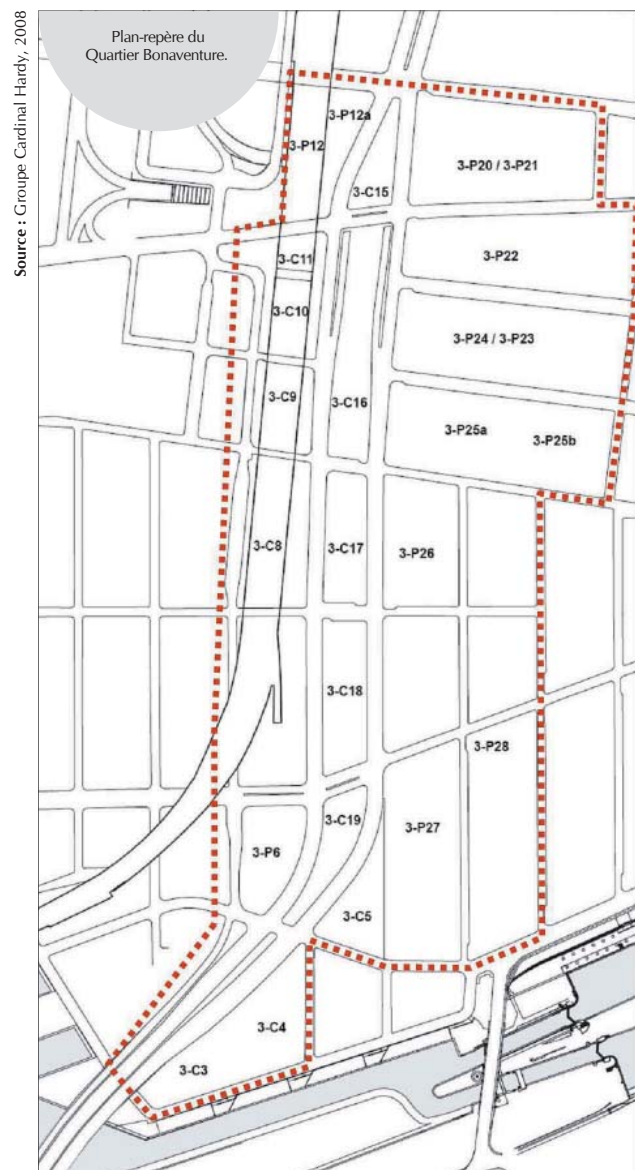 Plan-repère du
Quartier Bonaventure.
Source : Groupe Cardinal Hardy, 2008
3-P12a
3-P12
3-P20 / 3-P21
3-C15
3-P22
3-C11
3-C10
3-P24 / 3-P23
3-C9
3-C16
3-P25a
3-P25b
3-C8
3-C17
3-P26
3-C18
3-P28
3-C19
3-P27
3-P6
3-C5
3-C4
3-C3